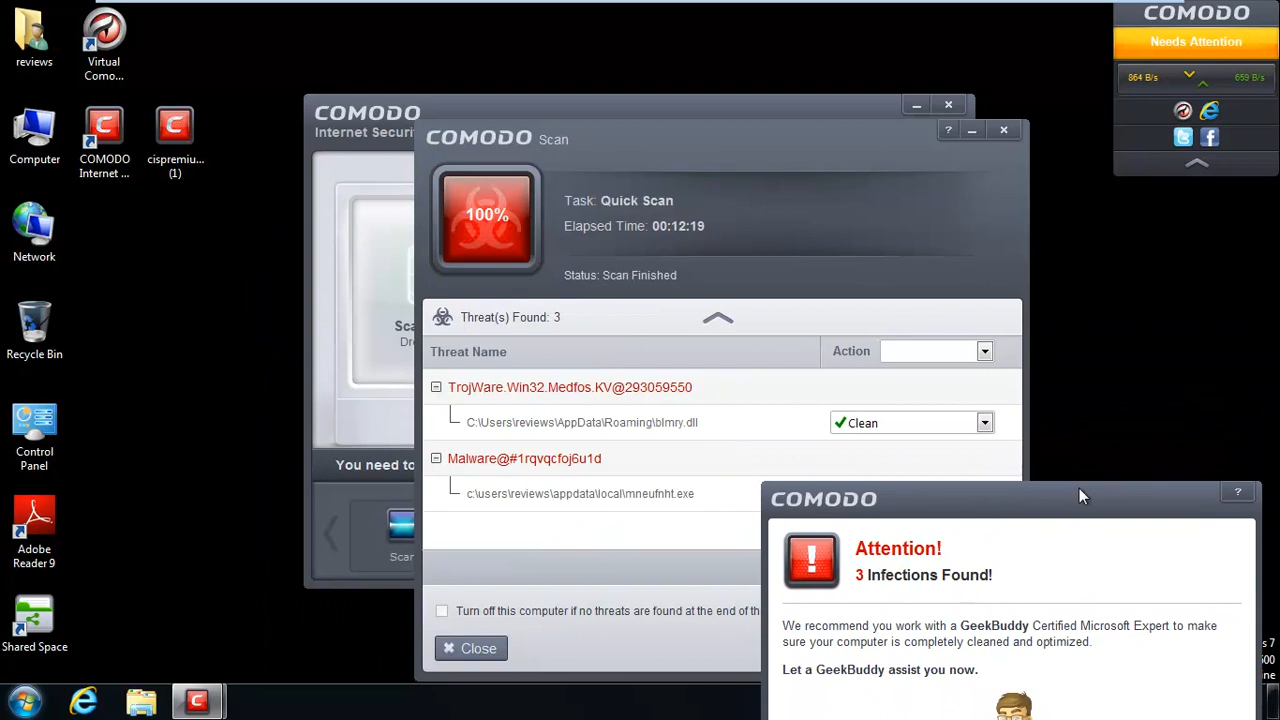 reviews
Virtual
Como...
Computer
COMODO
Internet ...
cispremiu...
(1)
Network
Recycle Bin
Control
Panel
Adobe
Reader 9
Shared Space
COMODO
Needs Attention
864 B/s
659 B/s
COMODO
Internet Securi
Sca
Dr
You need to
Scan
COMODO Scan
?
100%
Task: Quick Scan
Elapsed Time: 00:12:19
Status: Scan Finished
Threat(s) Found: 3
Threat Name
Action
TrojWare.Win32.Medfos.KV@293059550
C:\Users\reviews\AppData\Roaming\blmry.dll
Clean
Malware@#1rqvqcfoj6u1d
c:\users\reviews\appdata\local\mneufnht.exe
Turn off this computer if no threats are found at the end of th
Close
COMODO
?
Attention!
3 Infections Found!
We recommend you work with a GeekBuddy Certified Microsoft Expert to make
sure your computer is completely cleaned and optimized.
Let a GeekBuddy assist you now.
s 7
500
ine